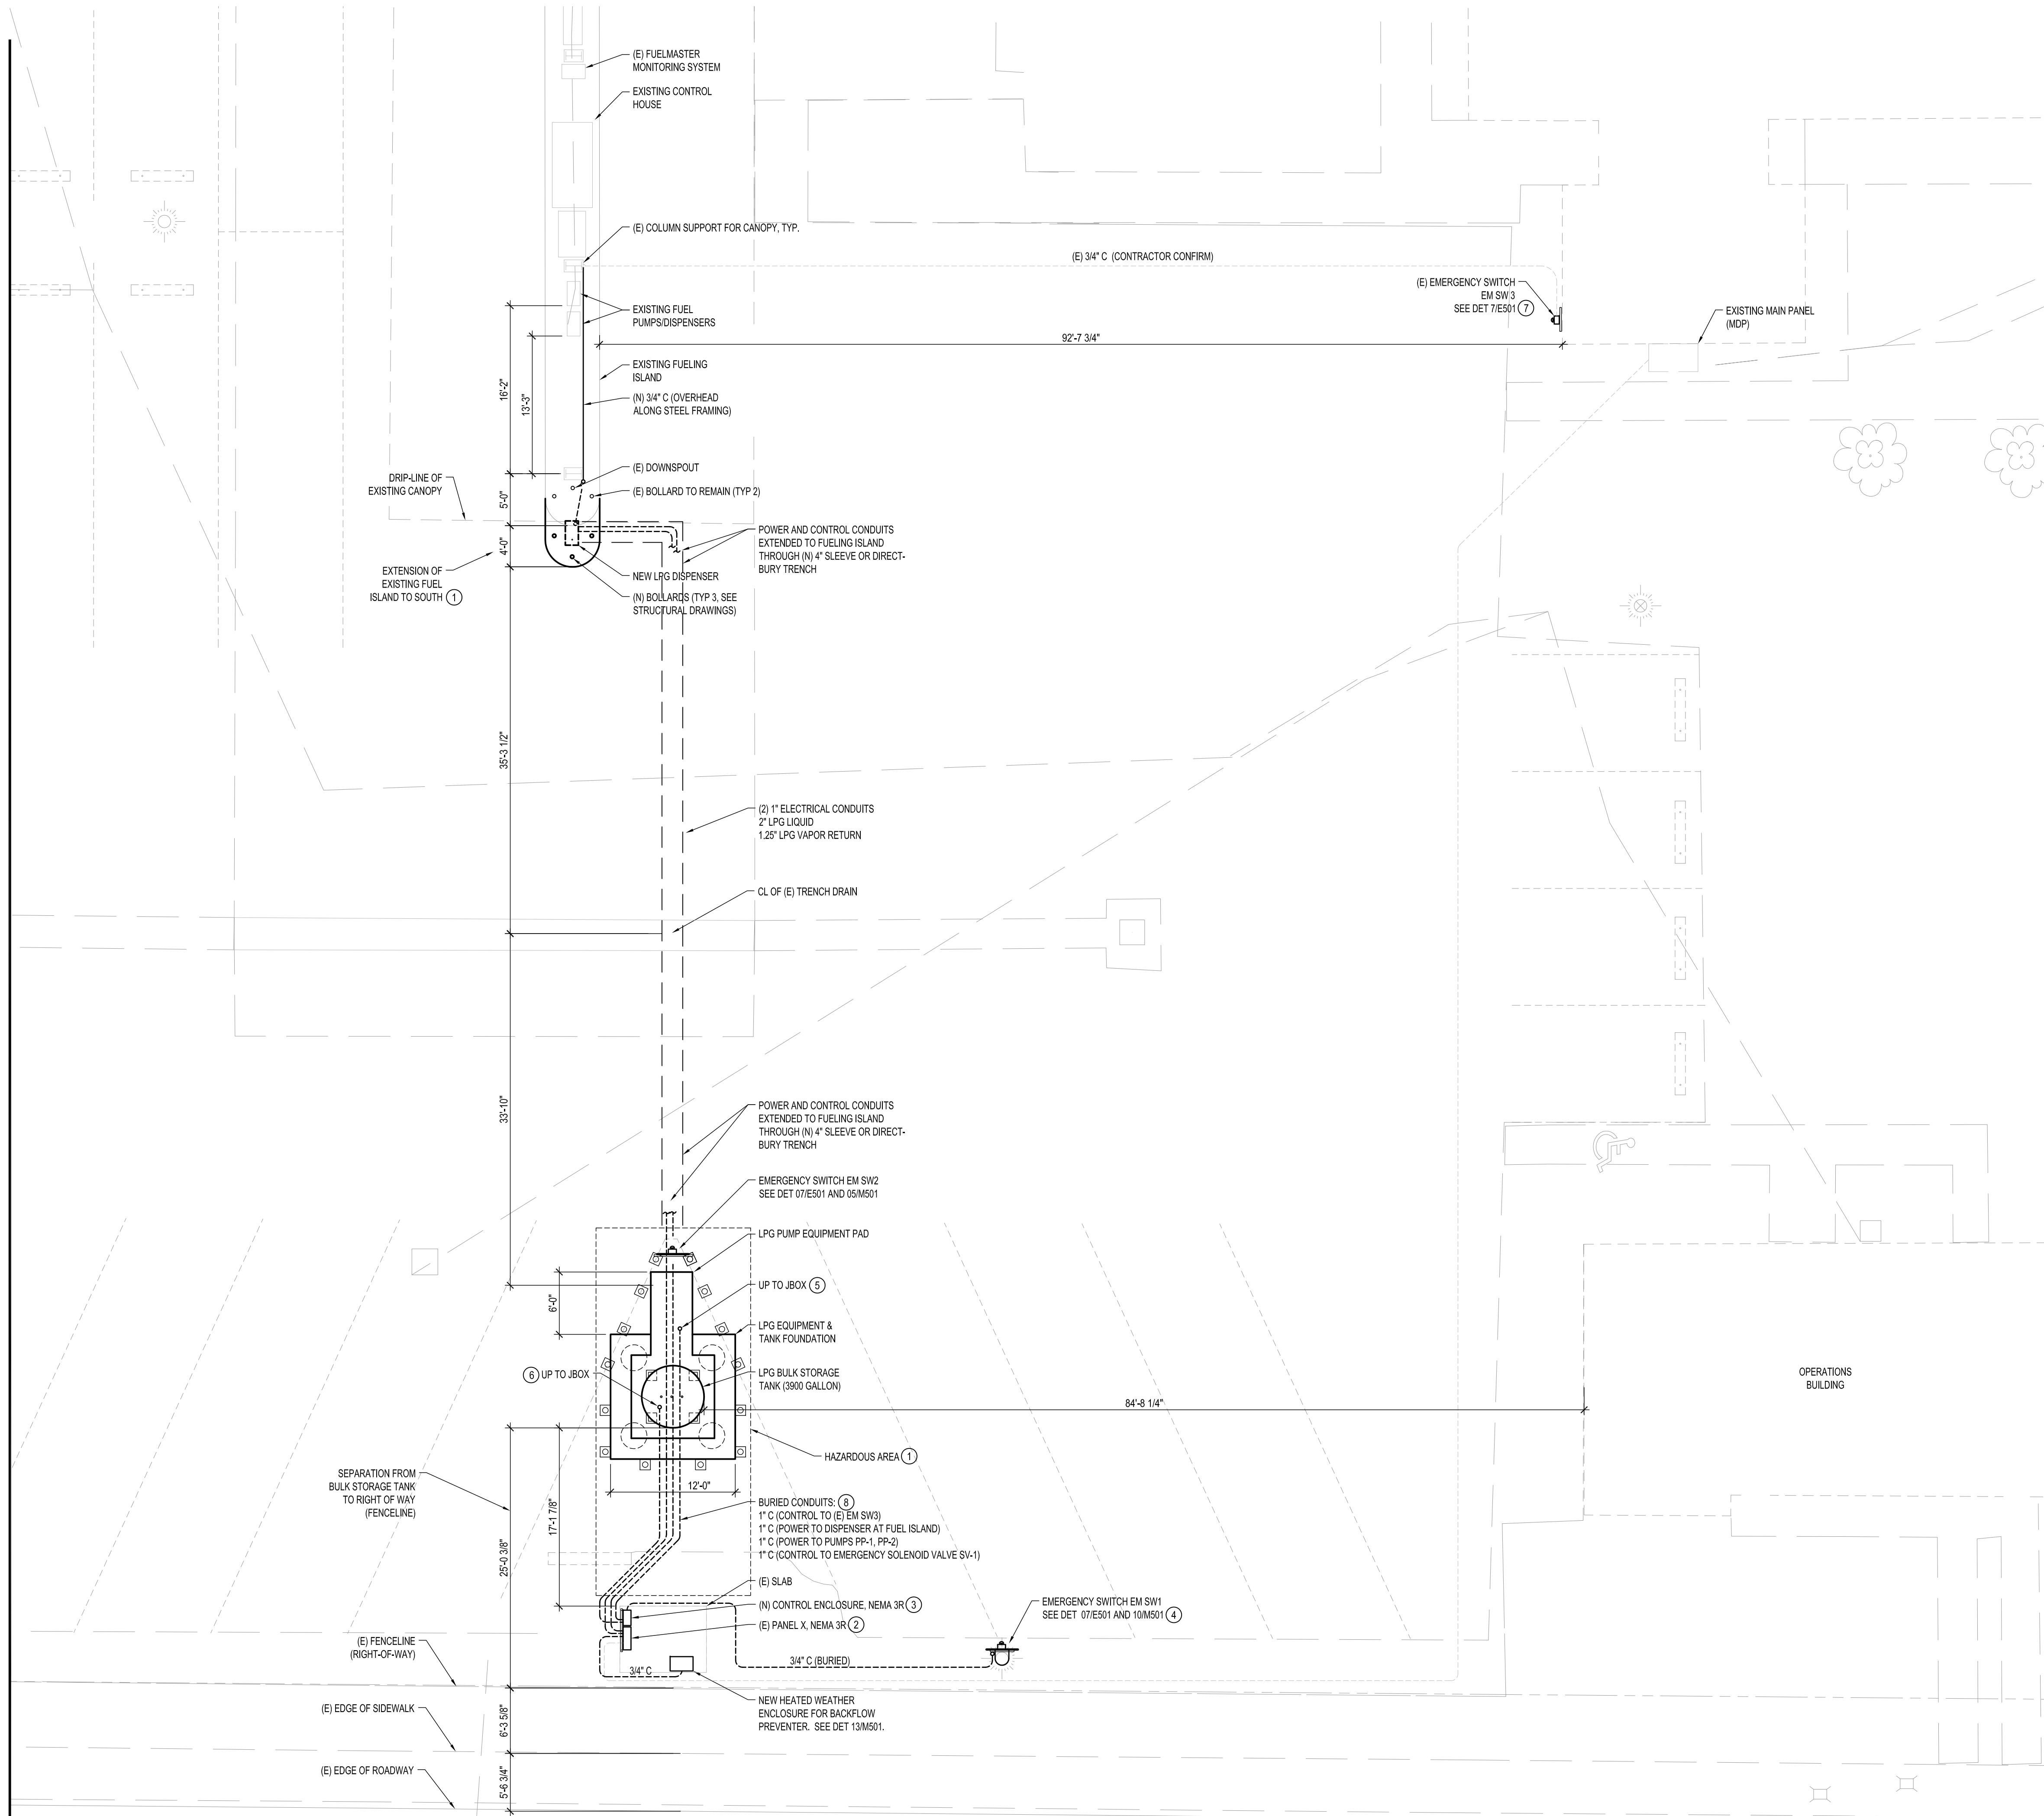 (E) FUELMASTER
MONITORING SYSTEM
EXISTING CONTROL
HOUSE
(E) COLUMN SUPPORT FOR CANOPY, TYP.
(E) 3/4" C  (CONTRACTOR CONFIRM)
(E) EMERGENCY SWITCH
EM SW 3
SEE DET 7/E501 7
EXISTING MAIN PANEL
(MDP)
EXISTING FUEL
PUMPS/DISPENSERS
92'-7 3/4"
EXISTING FUELING
ISLAND
16'-2"
13'-3"
(N) 3/4" C (OVERHEAD
ALONG STEEL FRAMING)
(E) DOWNSPOUT
DRIP-LINE OF
EXISTING CANOPY
(E) BOLLARD TO REMAIN (TYP 2)
5'-0"
POWER AND CONTROL CONDUITS
EXTENDED TO FUELING ISLAND
THROUGH (N) 4" SLEEVE OR DIRECT-
BURY TRENCH
4'-0"
EXTENSION OF
EXISTING FUEL
ISLAND TO SOUTH 1
NEW LPG DISPENSER
(N) BOLLARDS (TYP 3, SEE
STRUCTURAL DRAWINGS)
35'-3 1/2"
(2) 1" ELECTRICAL CONDUITS
2" LPG LIQUID
1.25" LPG VAPOR RETURN
CL OF (E) TRENCH DRAIN
33'-10"
POWER AND CONTROL CONDUITS
EXTENDED TO FUELING ISLAND
THROUGH (N) 4" SLEEVE OR DIRECT-
BURY TRENCH
EMERGENCY SWITCH EM SW2
SEE DET 07/E501 AND 05/M501
LPG PUMP EQUIPMENT PAD
UP TO JBOX 5
6'-0"
LPG EQUIPMENT &
TANK FOUNDATION
6 UP TO JBOX
LPG BULK STORAGE
TANK (3900 GALLON)
OPERATIONS
BUILDING
84'-8 1/4"
HAZARDOUS AREA 1
SEPARATION FROM
BULK STORAGE TANK
TO RIGHT OF WAY
(FENCELINE)
12'-0"
17'-1 7/8"
25'-0 3/8"
BURIED CONDUITS: 8
1" C (CONTROL TO (E) EM SW3)
1" C (POWER TO DISPENSER AT FUEL ISLAND)
1" C (POWER TO PUMPS PP-1, PP-2)
1" C (CONTROL TO EMERGENCY SOLENOID VALVE SV-1)
(E) SLAB
(N) CONTROL ENCLOSURE, NEMA 3R 3
(E) PANEL X, NEMA 3R 2
EMERGENCY SWITCH EM SW1
SEE DET  07/E501 AND 10/M501 4
(E) FENCELINE
(RIGHT-OF-WAY)
3/4" C
3/4" C (BURIED)
NEW HEATED WEATHER
ENCLOSURE FOR BACKFLOW
PREVENTER.  SEE DET 13/M501.
(E) EDGE OF SIDEWALK
6'-3 5/8"
(E) EDGE OF ROADWAY
5'-6 3/4"